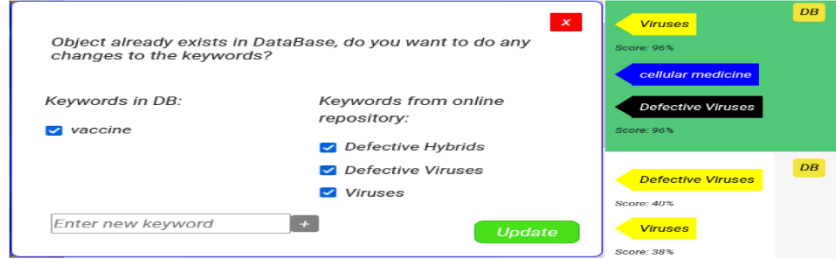 x
Object already exists in DataBase, do you want to do any
changes to the keywords?
Keywords in DB:
vaccine
Keywords from online
repository:
Defective Hybrids
Defective Viruses
Viruses
Enter new keyword
+
Update
DB
Viruses
Score: 96%
cellular medicine
Defective Viruses
Score: 96%
DB
Defective Viruses
Score: 40%
Viruses
Score: 38%